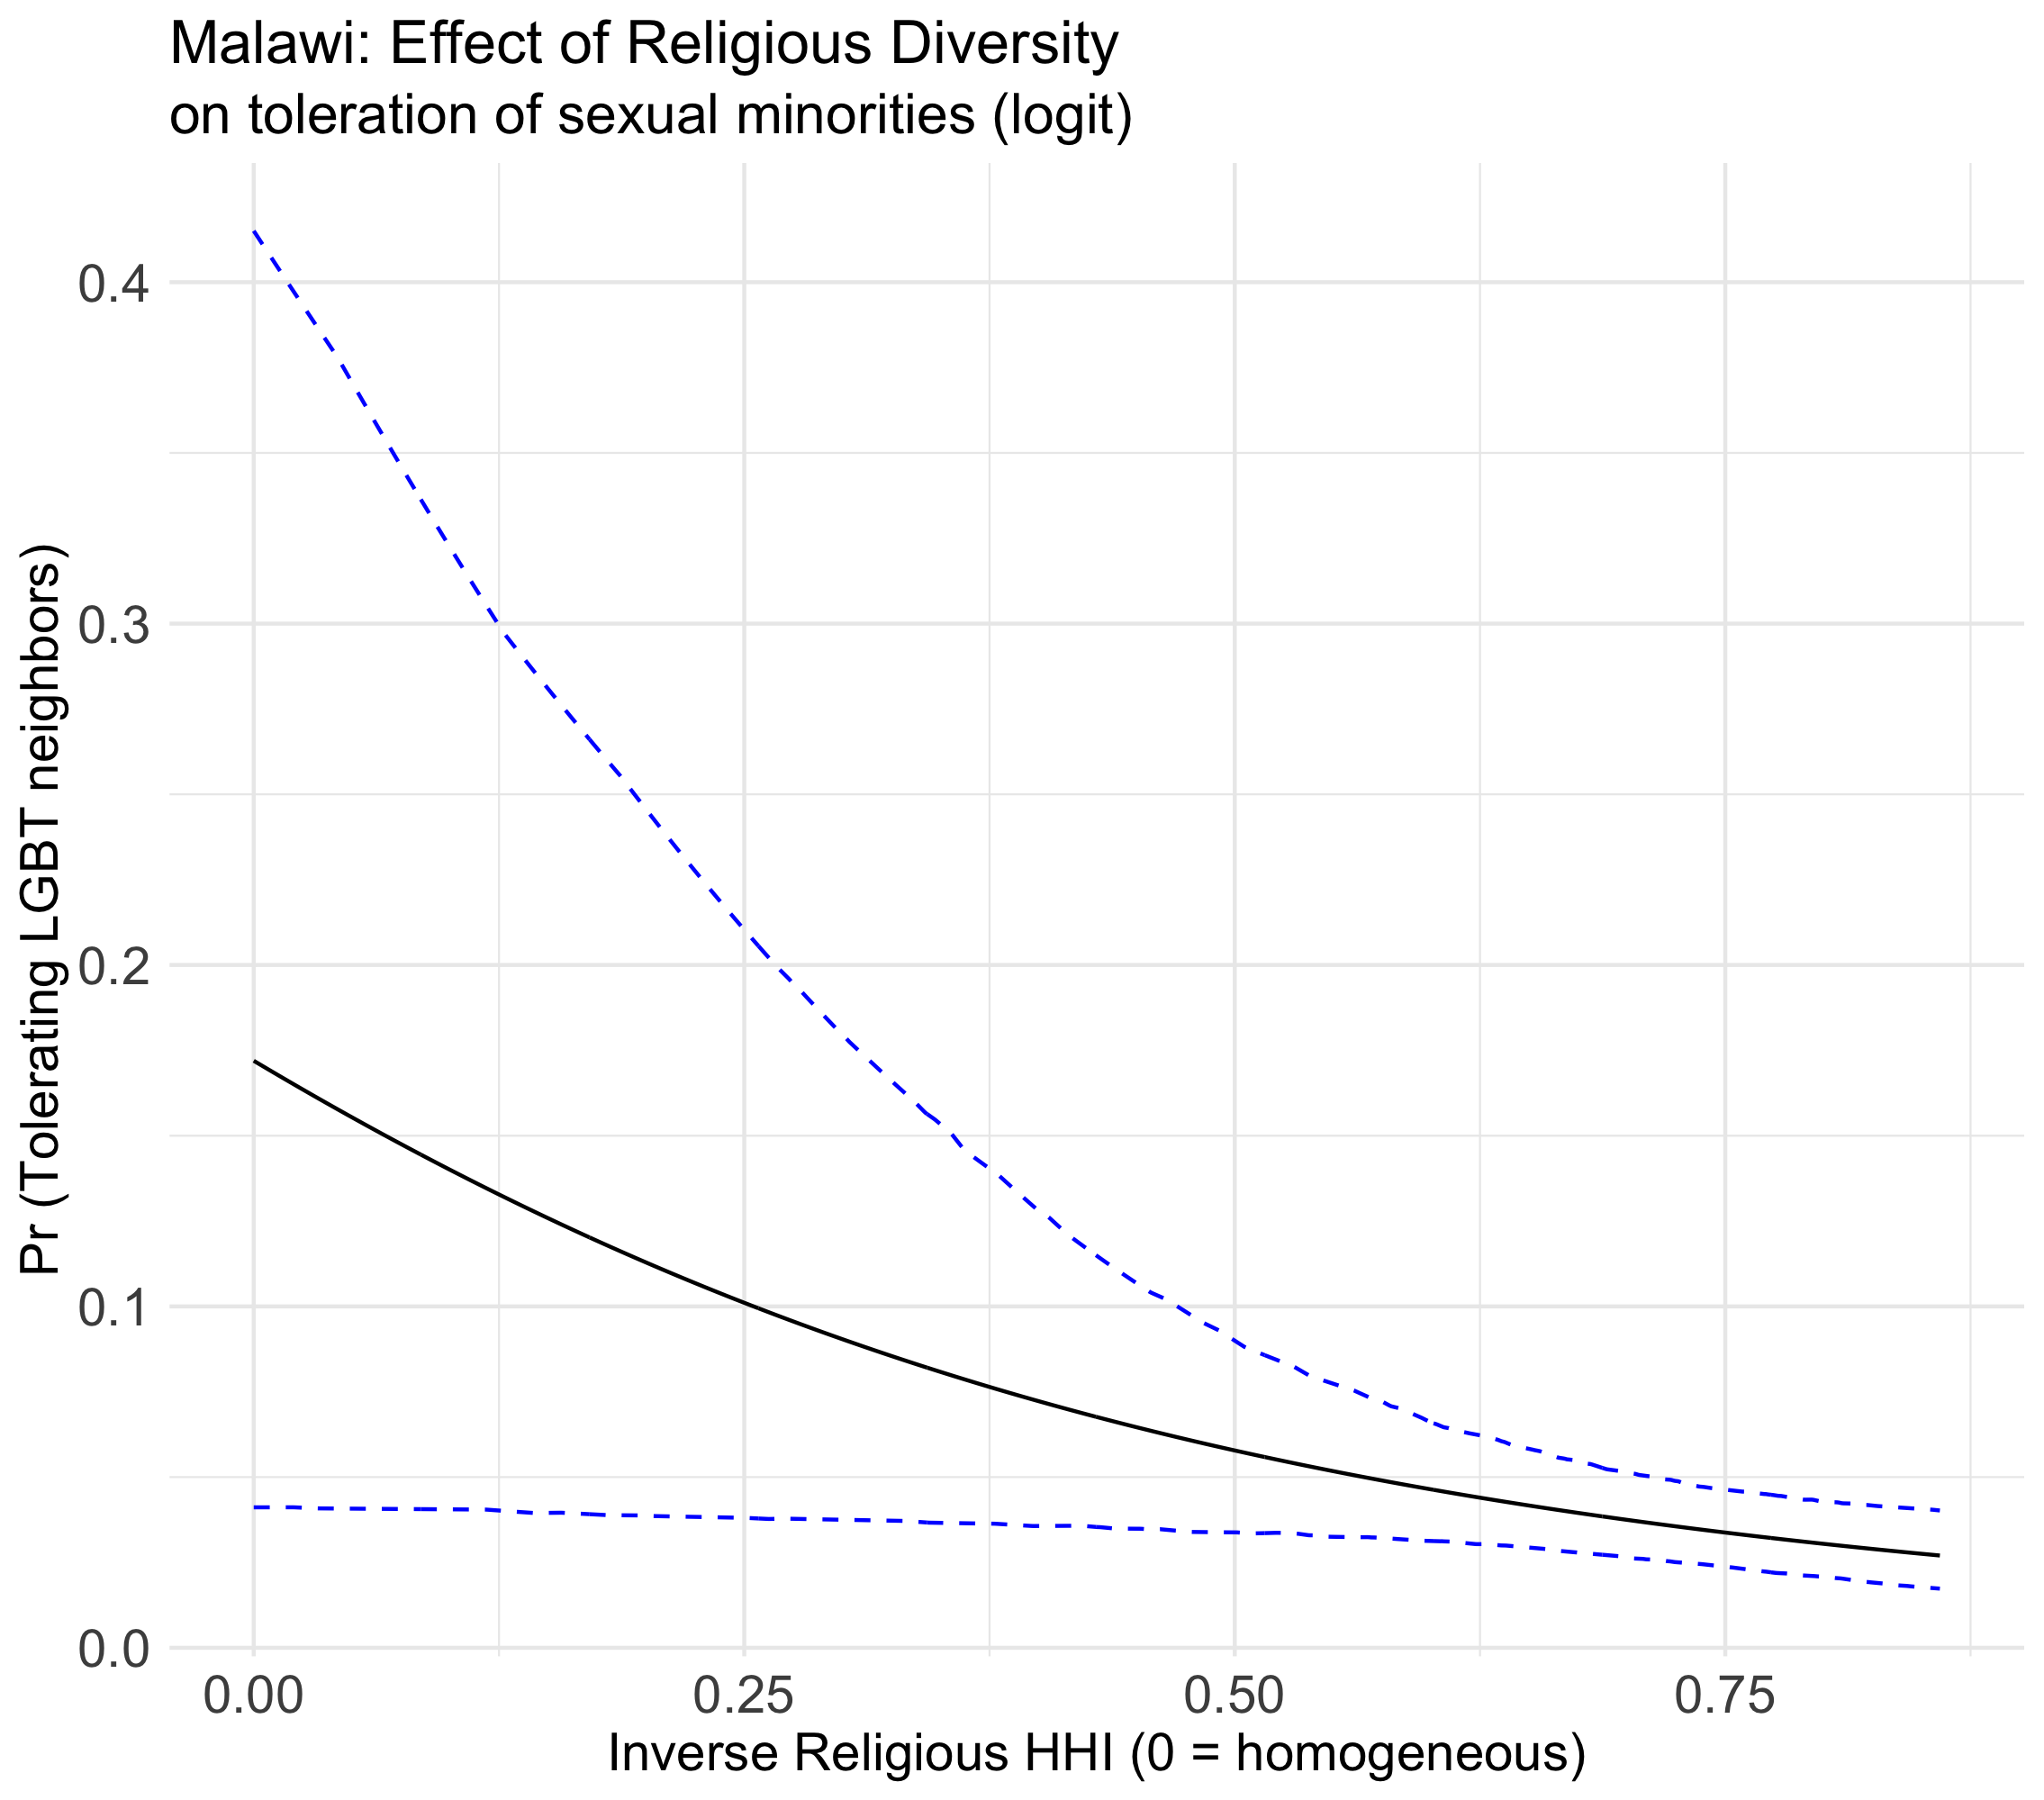 Malawi: Effect of Religious Diversity
on toleration of sexual minorities (logit)
Pr (Tolerating LGBT neighbors)
0.4
0.3
0.2
0.1
0.0
0.00 0.25 0.50 0.75
Inverse Religious HHI (0 = homogeneous)